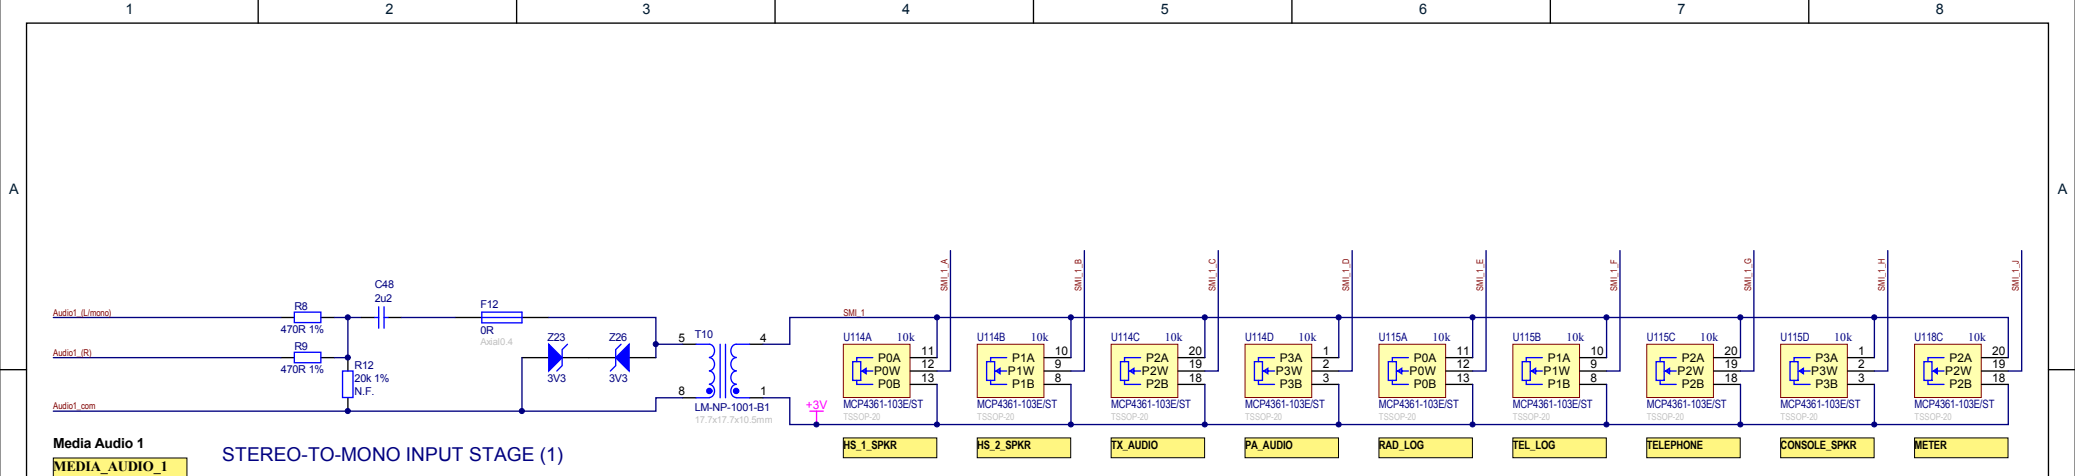 1 2 3 4 5 6 7 8
A A
SMI_1_A SMI_1_B SMI_1_C SMI_1_D SMI_1_E SMI_1_F SMI_1_G SMI_1_H SMI_1_J
C48
2u2
Audio1_(L/mono)
R8
470R 1%
F12
0R
Axial0.4
Audio1_(R)
R9
470R 1%
R12
20k 1%
N.F.
Z23
3V3
Z26
3V3
Audio1_com
5 T10 4
8 1
LM-NP-1001-B1
17.7x17.7x10.5mm
SMI_1
+3V
U114A 10k
P0A 11
P0W 12
P0B 13
MCP4361-103E/ST
TSSOP-20
HS_1_SPKR
U114B 10k
P1A 10
P1W 9
P1B 8
MCP4361-103E/ST
TSSOP-20
HS_2_SPKR
U114C 10k
P2A 20
P2W 19
P2B 18
MCP4361-103E/ST
TSSOP-20
TX_AUDIO
U114D 10k
P3A 1
P3W 2
P3B 3
MCP4361-103E/ST
TSSOP-20
PA_AUDIO
U115A 10k
P0A 11
P0W 12
P0B 13
MCP4361-103E/ST
TSSOP-20
RAD_LOG
U115B 10k
P1A 10
P1W 9
P1B 8
MCP4361-103E/ST
TSSOP-20
TEL_LOG
U115C 10k
P2A 20
P2W 19
P2B 18
MCP4361-103E/ST
TSSOP-20
TELEPHONE
U115D 10k
P3A 1
P3W 2
P3B 3
MCP4361-103E/ST
TSSOP-20
CONSOLE_SPKR
U118C 10k
P2A 20
P2W 19
P2B 18
MCP4361-103E/ST
TSSOP-20
METER
Media Audio 1
MEDIA_AUDIO_1
STEREO-TO-MONO INPUT STAGE (1)